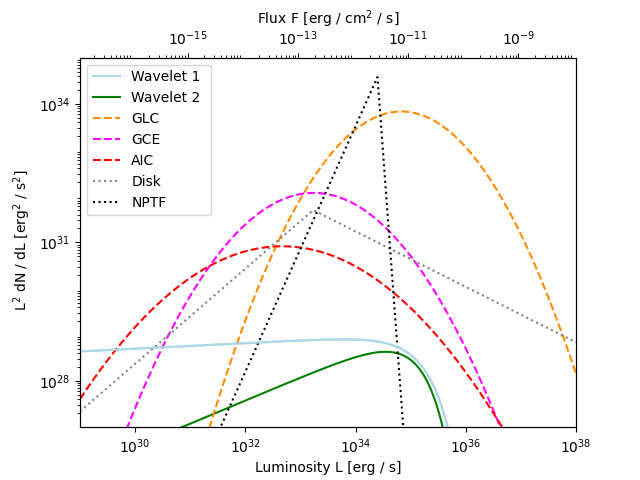 Flux F [erg / cm² / s]
10⁻¹⁵ 10⁻¹³ 10⁻¹¹ 10⁻⁹
Wavelet 1
Wavelet 2
GLC
GCE
AIC
Disk
NPTF
10³⁴
10³¹
10²⁸
L² dN / dL [erg² / s²]
10³⁰ 10³² 10³⁴ 10³⁶ 10³⁸
Luminosity L [erg / s]